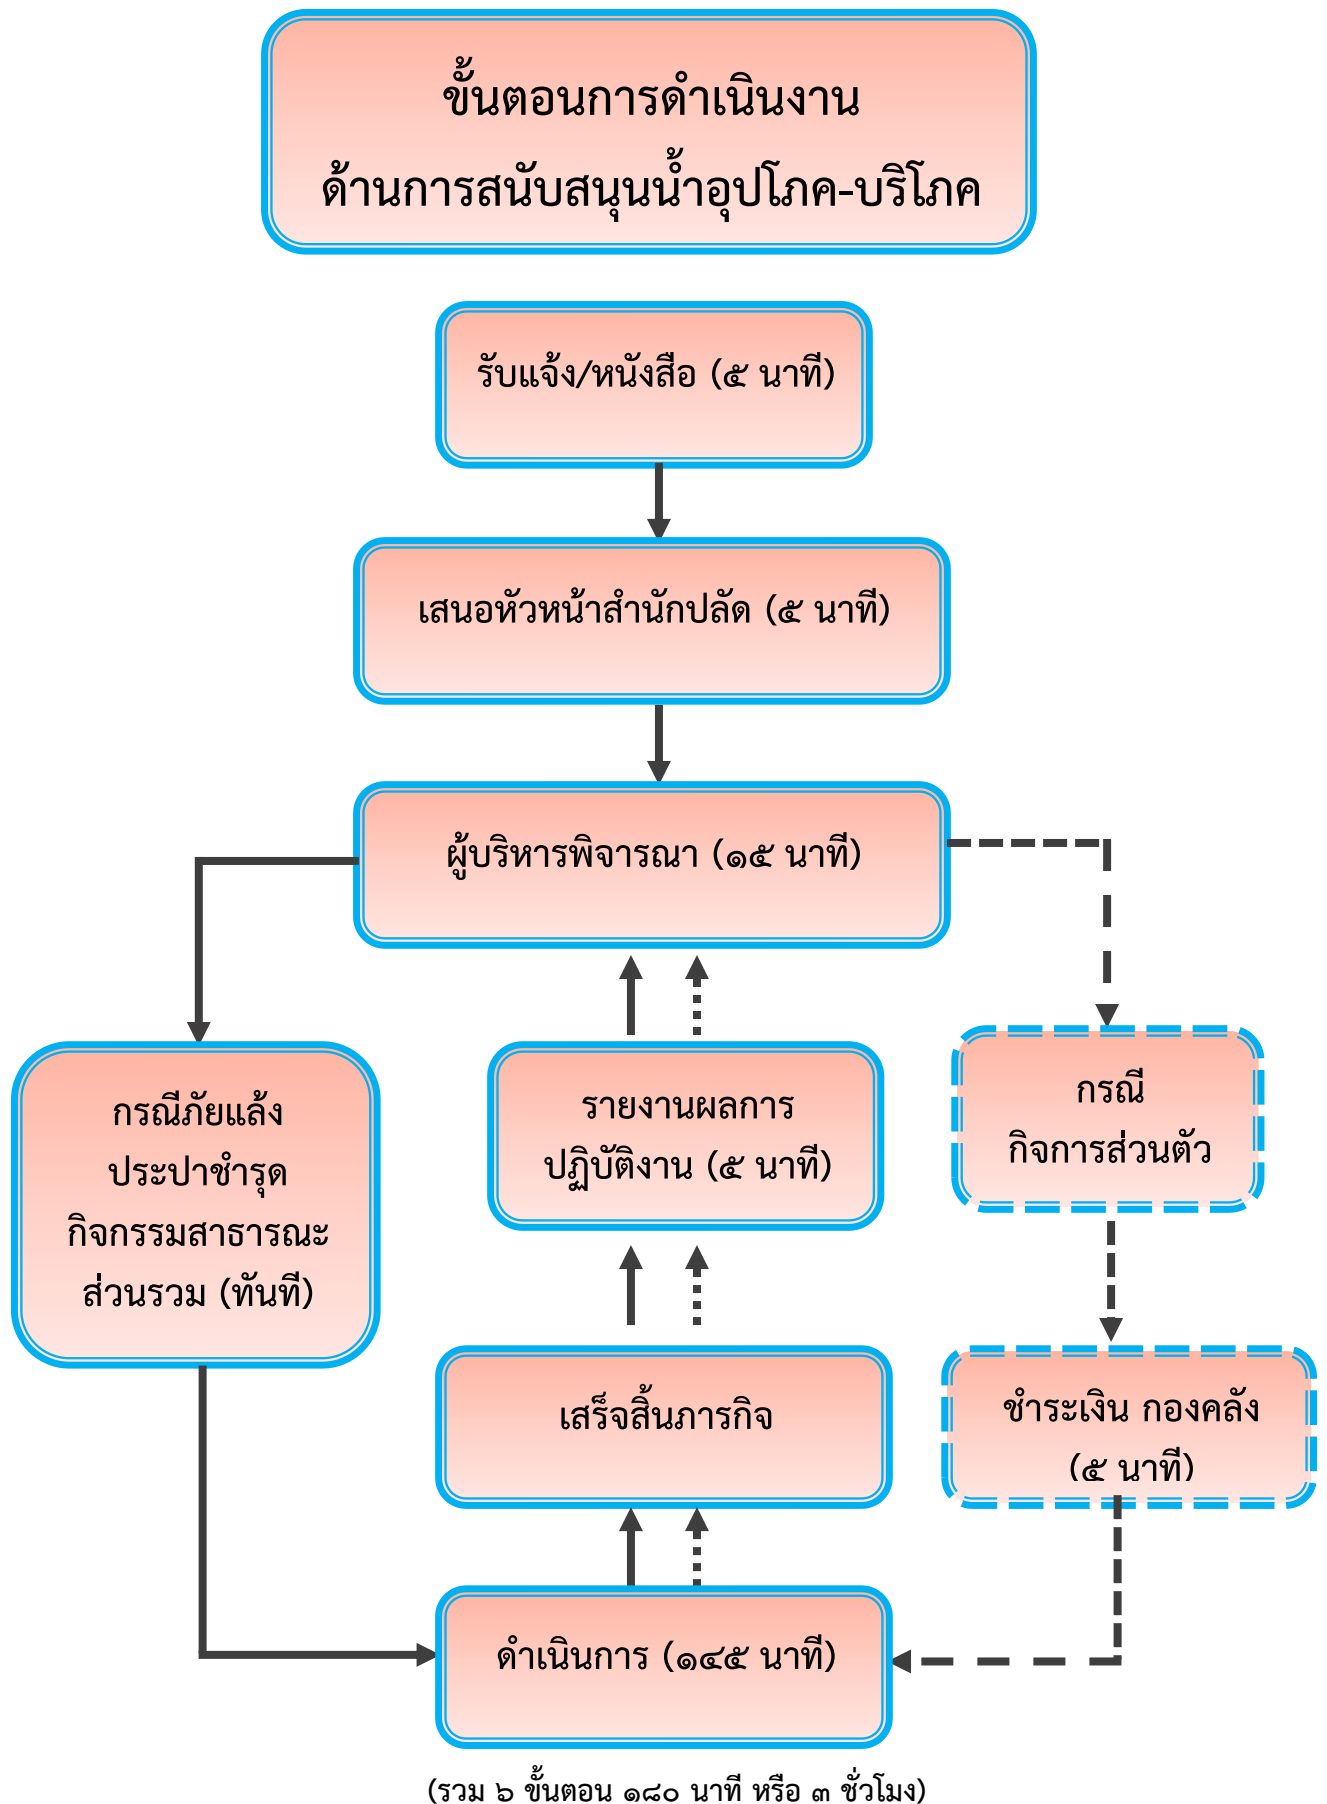 ขั้นตอนการดำเนินงาน
ด้านการสนับสนุนน้ำอุปโภค-บริโภค
รับแจ้ง/หนังสือ (๕ นาที)
เสนอหัวหน้าสำนักปลัด (๕ นาที)
ผู้บริหารพิจารณา (๑๕ นาที)
กรณีภัยแล้ง
ประปาชำรุด
กิจกรรมสาธารณะ
ส่วนรวม (ทันที)
รายงานผลการ
ปฏิบัติงาน (๕ นาที)
กรณี
กิจการส่วนตัว
เสร็จสิ้นภารกิจ
ชำระเงิน กองคลัง
(๕ นาที)
ดำเนินการ (๑๔๕ นาที)
(รวม ๖ ขั้นตอน ๑๘๐ นาที หรือ ๓ ชั่วโมง)